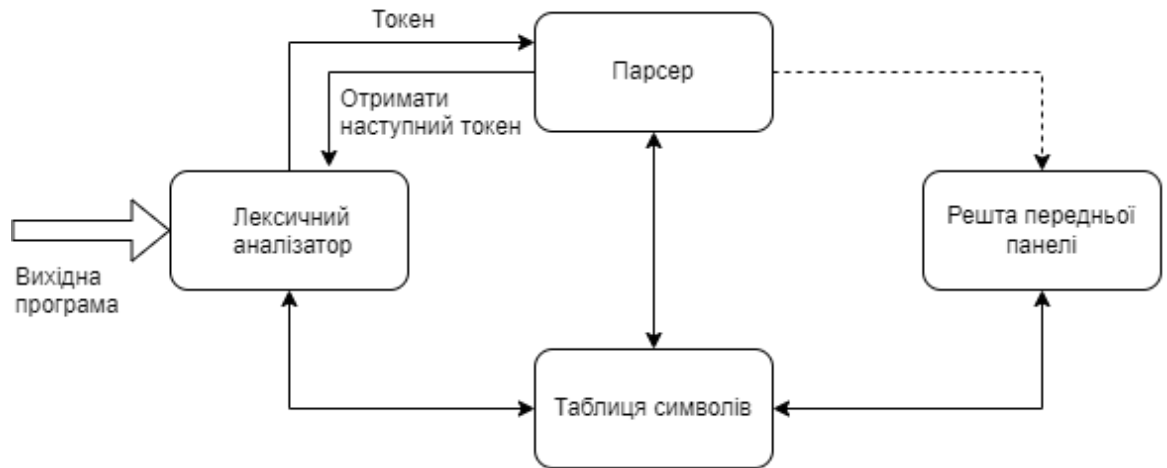 Токен
Парсер
Отримати
наступний токен
Лексичний
аналізатор
Решта передньої
панелі
Вихідна
програма
Таблиця символів